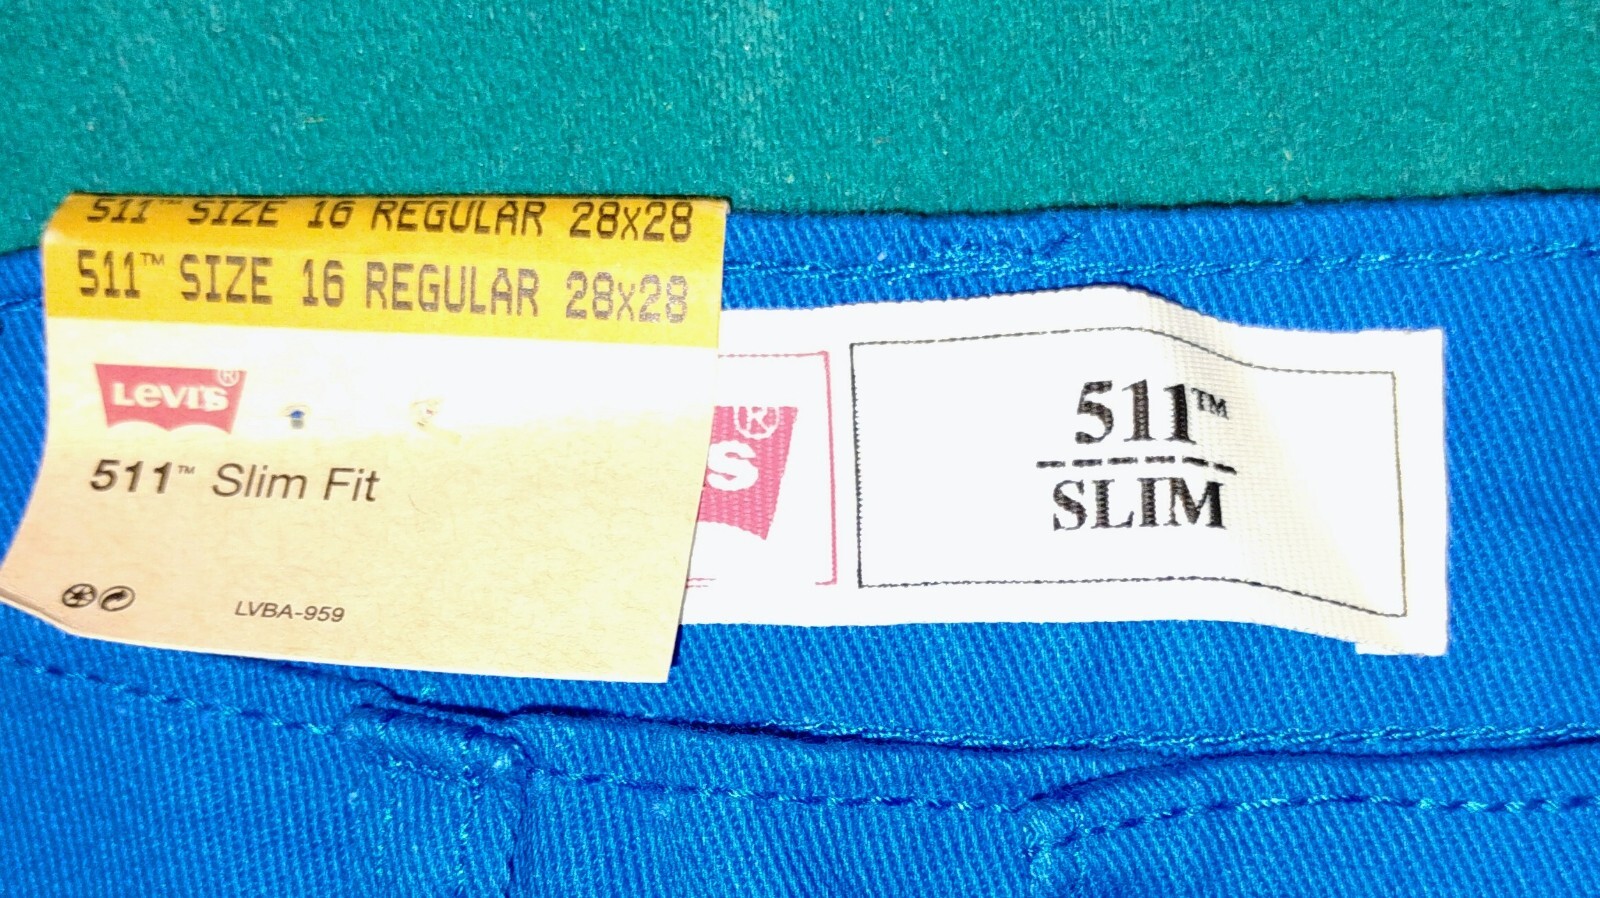 511™ SIZE 16 REGULAR 28x28
511™ SIZE 16 REGULAR 28x28
LEVI'S®
511™ Slim Fit
LVBA-959
S®
511™
SLIM